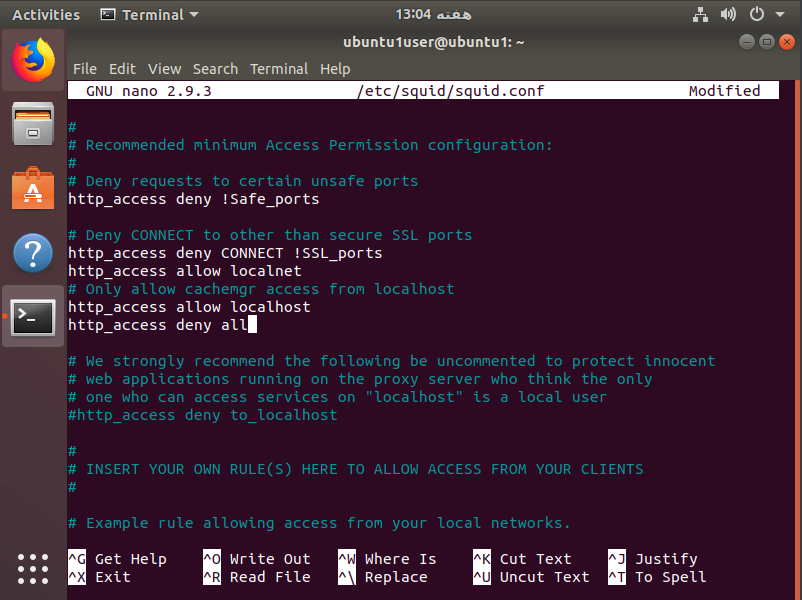 Activities Terminal هفته 13:04
ubuntu1user@ubuntu1: ~
File Edit View Search Terminal Help
GNU nano 2.9.3 /etc/squid/squid.conf Modified
#
# Recommended minimum Access Permission configuration:
#
# Deny requests to certain unsafe ports
http_access deny !Safe_ports
# Deny CONNECT to other than secure SSL ports
http_access deny CONNECT !SSL_ports
http_access allow localnet
# Only allow cachemgr access from localhost
http_access allow localhost
http_access deny all
# We strongly recommend the following be uncommented to protect innocent
# web applications running on the proxy server who think the only
# one who can access services on "localhost" is a local user
#http_access deny to_localhost
#
# INSERT YOUR OWN RULE(S) HERE TO ALLOW ACCESS FROM YOUR CLIENTS
#
# Example rule allowing access from your local networks.
^G Get Help ^O Write Out ^W Where Is ^K Cut Text ^J Justify
^X Exit ^R Read File ^\ Replace ^U Uncut Text ^T To Spell